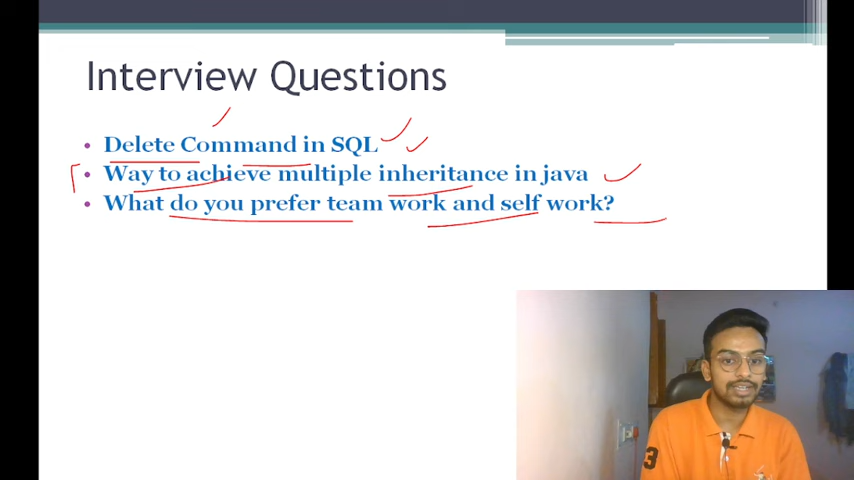 Interview Questions
• Delete Command in SQL
• Way to achieve multiple inheritance in java
• What do you prefer team work and self work?
3